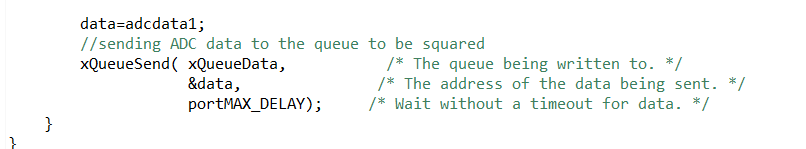 data=adcdata1;
//sending ADC data to the queue to be squared
xQueueSend( xQueueData, /* The queue being written to. */
&data, /* The address of the data being sent. */
portMAX_DELAY); /* Wait without a timeout for data. */
}
}